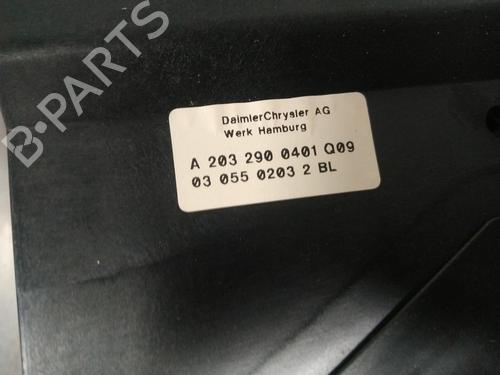 B-PARTS
DaimlerChrysler AG
Werk Hamburg
A 203 290 0401 Q09
03 055 0203 2 BL